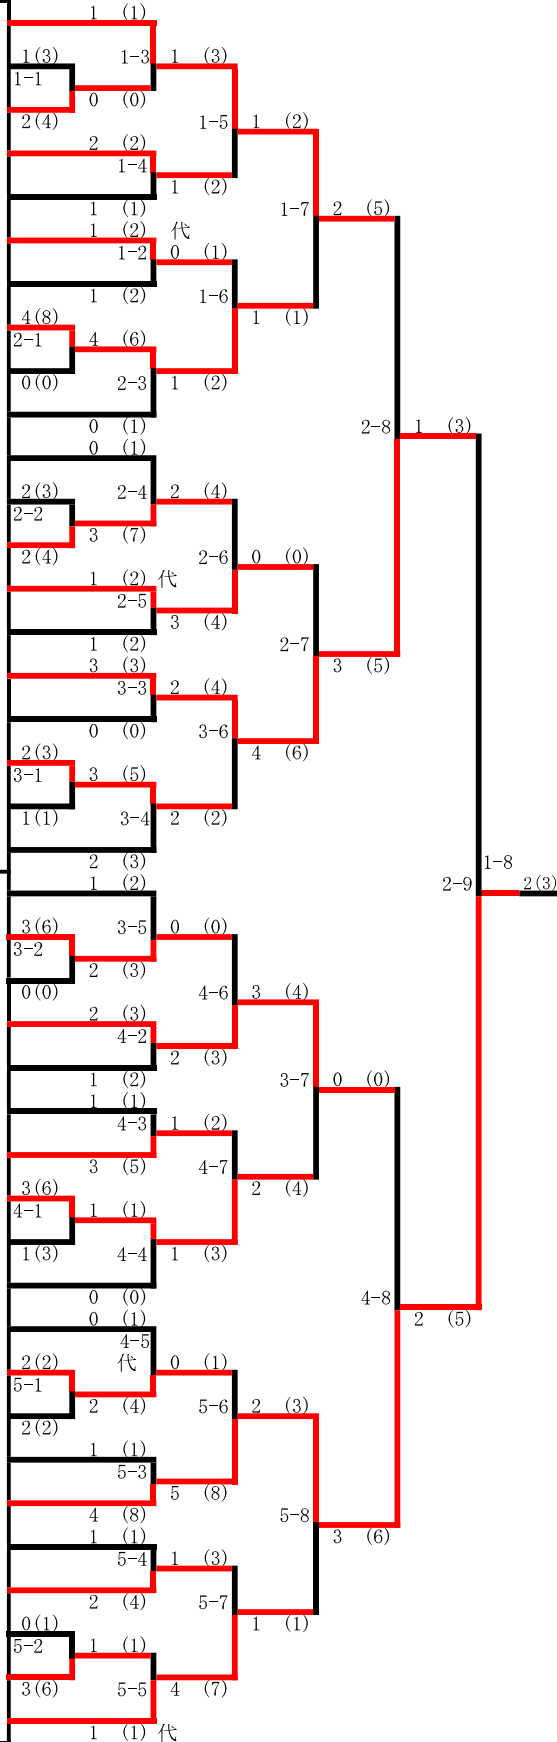 1 (1)
1(3) 1-3 1 (3)
1-1
0 (0)
2(4) 1-5 1 (2)
2 (2)
1-4
1 (2)
1 (1) 1-7 2 (5)
1 (2) 代
1-2 0 (1)
1 (2) 1-6
4(8) 1 (1)
2-1 4 (6)
0(0) 2-3 1 (2)
0 (1) 2-8 1 (3)
0 (1)
2(3) 2-4 2 (4)
2-2
3 (7)
2(4) 2-6 0 (0)
1 (2) 代
2-5
3 (4)
1 (2) 2-7
3 (3) 3 (5)
3-3 2 (4)
0 (0) 3-6
2(3) 4 (6)
3-1 3 (5)
1(1) 3-4 2 (2)
2 (3) 1-8
1 (2) 2-9 2(3)
3(6) 3-5 0 (0)
3-2
2 (3)
0(0) 4-6 3 (4)
2 (3)
4-2
2 (3)
1 (2) 3-7 0 (0)
1 (1)
4-3 1 (2)
3 (5) 4-7
3(6) 2 (4)
4-1 1 (1)
1(3) 4-4 1 (3)
0 (0) 4-8
0 (1) 2 (5)
4-5
2(2) 代 0 (1)
5-1
2 (4) 5-6 2 (3)
2(2)
1 (1)
5-3
5 (8)
4 (8) 5-8
1 (1) 3 (6)
5-4 1 (3)
2 (4) 5-7
0(1) 1 (1)
5-2 1 (1)
3(6) 5-5 4 (7)
1 (1) 代